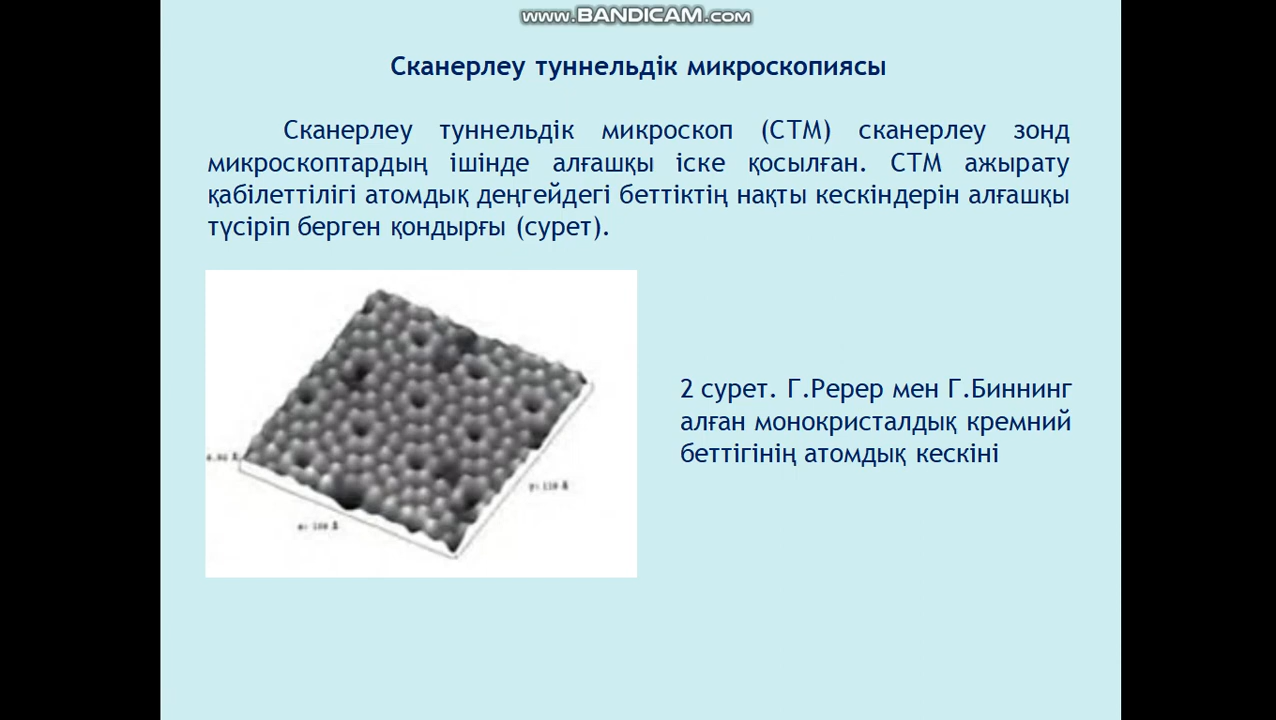 www.BANDICAM.com
Сканерлеу туннельдік микроскопиясы
Сканерлеу туннельдік микроскоп (СТМ) сканерлеу зонд
микроскоптардың ішінде алғашқы іске қосылған. СТМ ажырату
қабілеттілігі атомдық деңгейдегі беттіктің нақты кескіндерін алғашқы
түсіріп берген қондырғы (сурет).
2 сурет. Г.Ререр мен Г.Биннинг
алған монокристалдық кремний
беттігінің атомдық кескіні